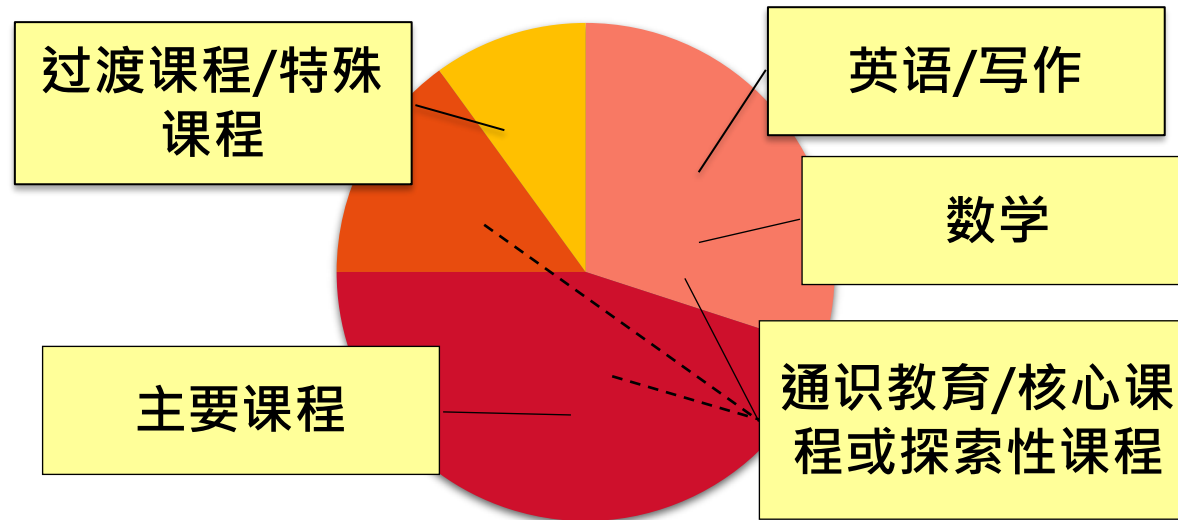 过渡课程/特殊
课程
英语/写作
数学
主要课程
通识教育/核心课
程或探索性课程